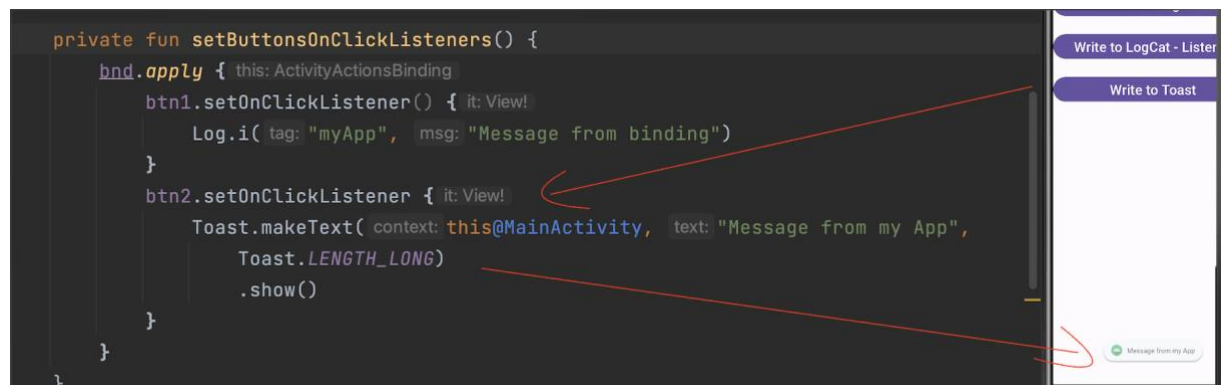 private fun setButtonsOnClickListeners() {
bnd.apply { this: ActivityActionsBinding
btn1.setOnClickListener() { it: View!
Log.i( tag: "myApp", msg: "Message from binding")
}
btn2.setOnClickListener { it: View!
Toast.makeText( context: this@MainActivity, text: "Message from my App",
Toast.LENGTH_LONG)
.show()
}
}
}
Write to LogCat - Lister
Write to Toast
Message from my App